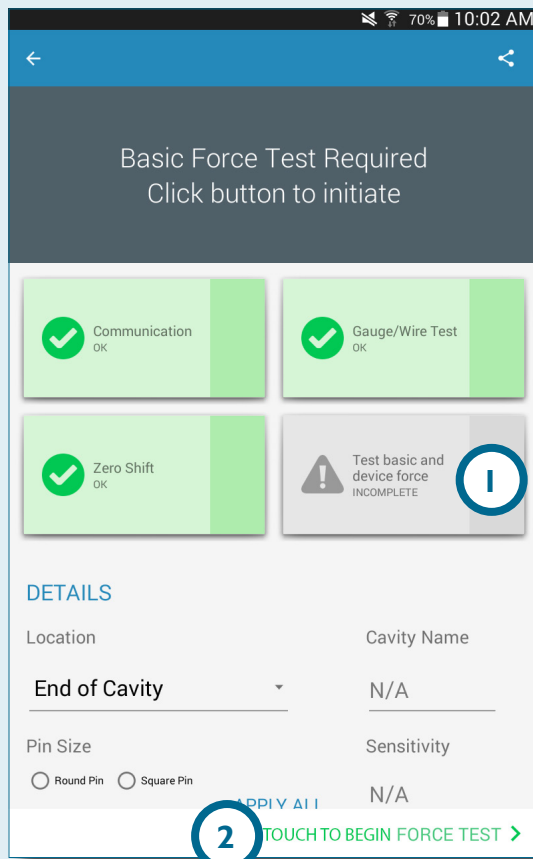 70% 10:02 AM
Basic Force Test Required
Click button to initiate
Communication
OK
Gauge/Wire Test
OK
Zero Shift
OK
Test basic and
device force
INCOMPLETE
1
DETAILS
Location
Cavity Name
End of Cavity
N/A
Pin Size
Sensitivity
Round Pin
Square Pin
N/A
APPLY ALL
2
TOUCH TO BEGIN FORCE TEST